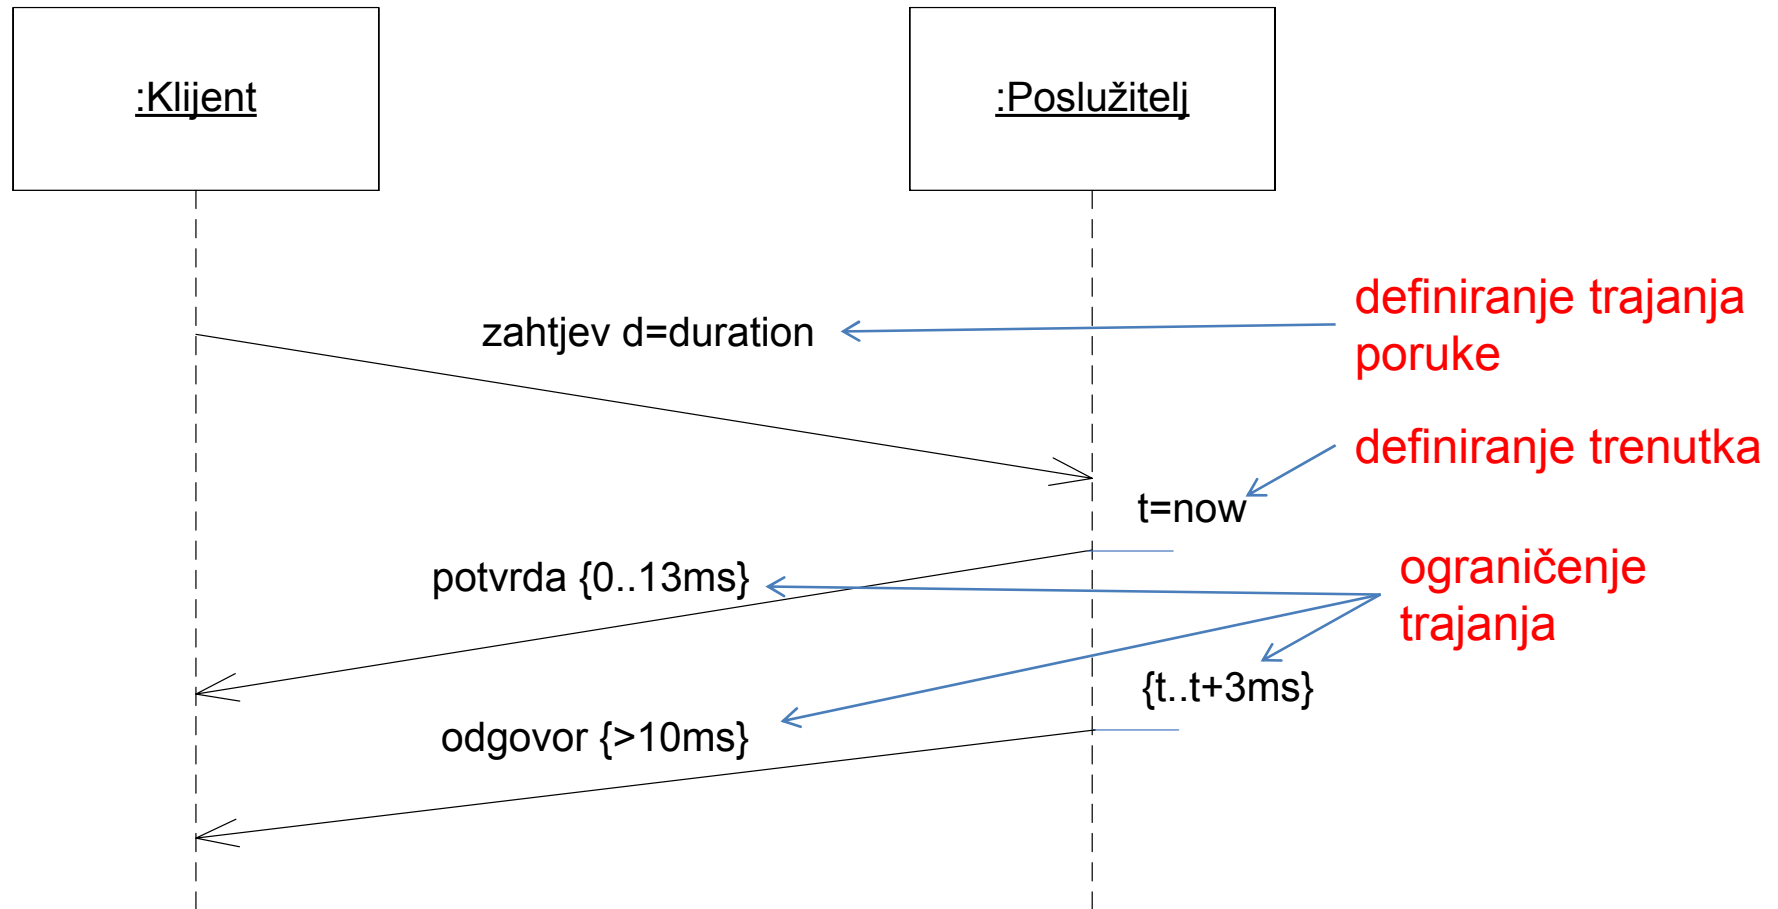 :Klijent
:Poslužitelj
zahtjev d=duration
definiranje trajanja
poruke
definiranje trenutka
t=now
potvrda {0..13ms}
ograničenje
trajanja
{t..t+3ms}
odgovor {>10ms}